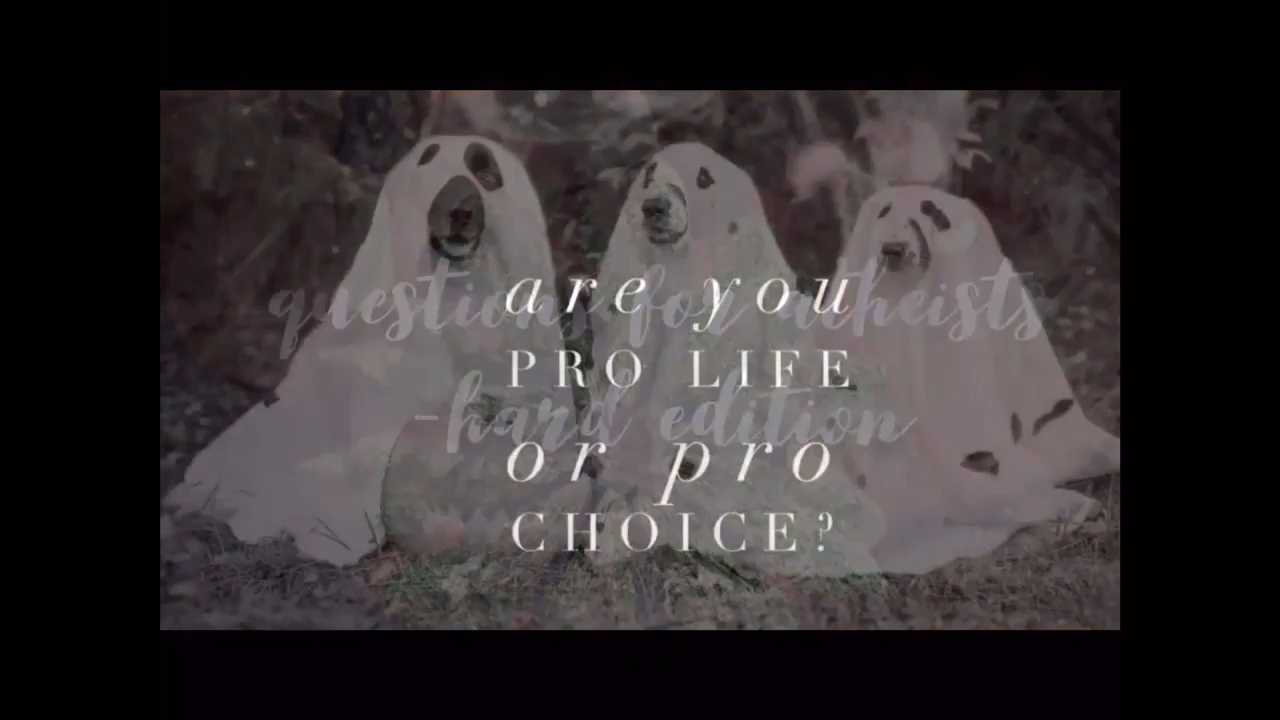 questions for atheists
-hard edition
are you
PRO LIFE
or pro
CHOICE?